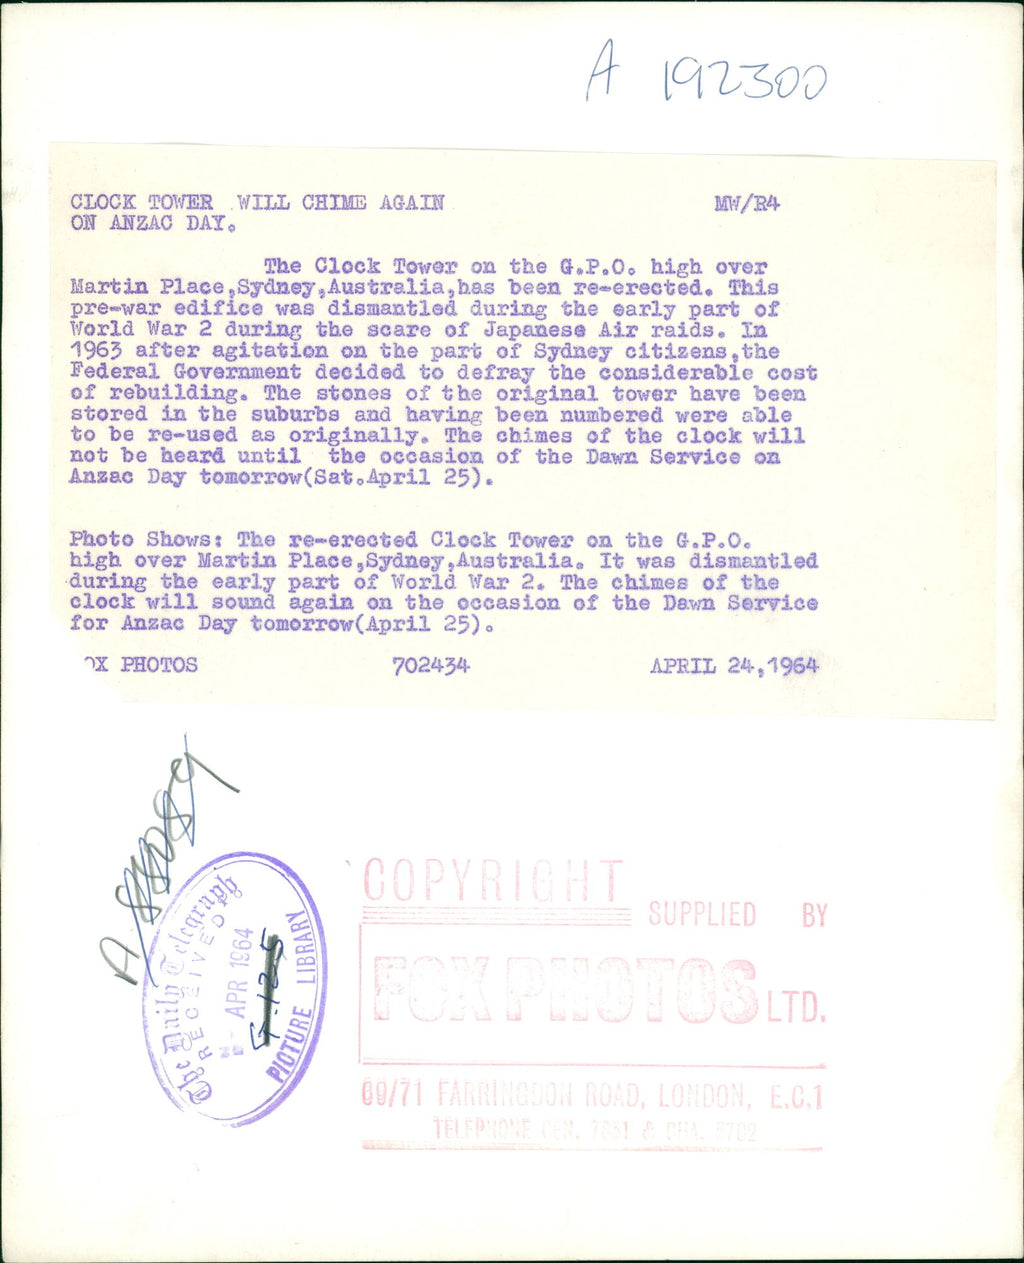 A 192300
CLOCK TOWER WILL CHIME AGAIN MW/R4
ON ANZAC DAY.
The Clock Tower on the G.P.O. high over
Martin Place,Sydney,Australia,has been re-erected. This
pre-war edifice was dismantled during the early part of
World War 2 during the scare of Japanese Air raids. In
1963 after agitation on the part of Sydney citizens,the
Federal Government decided to defray the considerable cost
of rebuilding. The stones of the original tower have been
stored in the suburbs and having been numbered were able
to be re-used as originally. The chimes of the clock will
not be heard until the occasion of the Dawn Service on
Anzac Day tomorrow(Sat.April 25).
Photo Shows: The re-erected Clock Tower on the G.P.O.
high over Martin Place,Sydney,Australia. It was dismantled
during the early part of World War 2. The chimes of the
clock will sound again on the occasion of the Dawn Service
for Anzac Day tomorrow(April 25).
OX PHOTOS 702434 APRIL 24,1964
A
The Daily Telegraph
RECEIVED
APR 1964
PICTURE LIBRARY
COPYRIGHT
SUPPLIED BY
FOX PHOTOS LTD.
69/71 FARRINGDON ROAD, LONDON, E.C.1
TELEPHONE CEN. 7831 & CHA. 8702